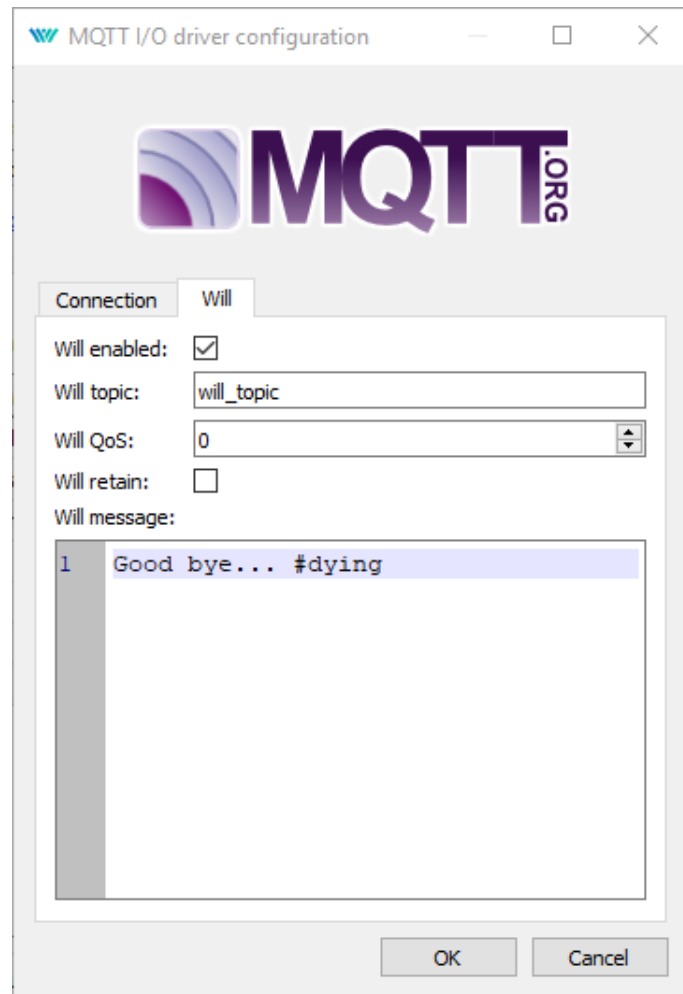 MQTT I/O driver configuration
MQTT.ORG
Connection Will
Will enabled:
Will topic: will_topic
Will QoS: 0
Will retain:
Will message:
1 Good bye... #dying
OK Cancel